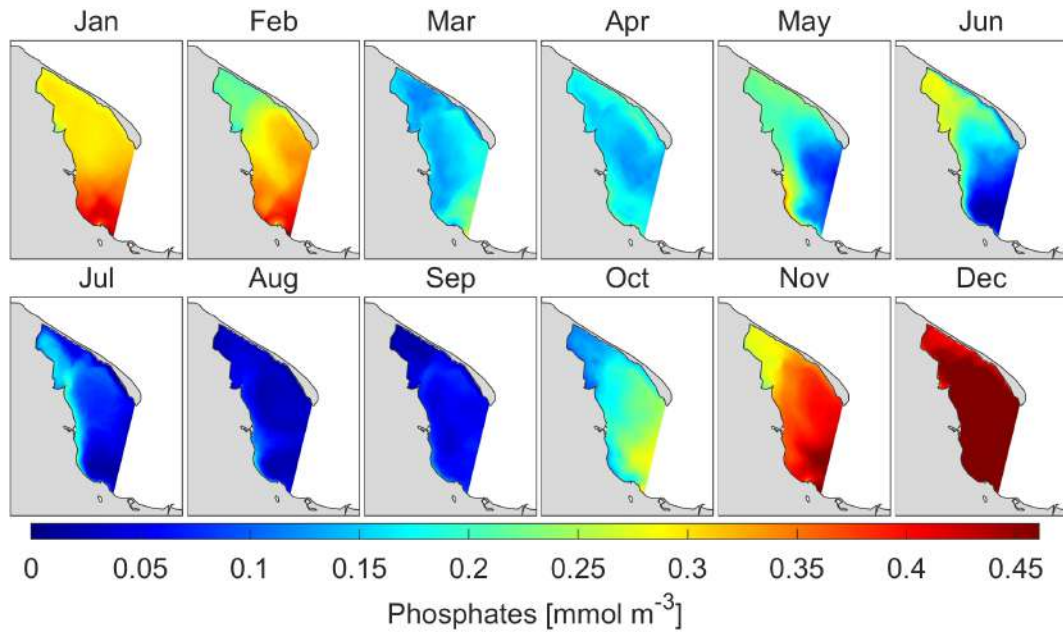 Jan Feb Mar Apr May Jun
Jul Aug Sep Oct Nov Dec
0 0.05 0.1 0.15 0.2 0.25 0.3 0.35 0.4 0.45
Phosphates [mmol m⁻³]